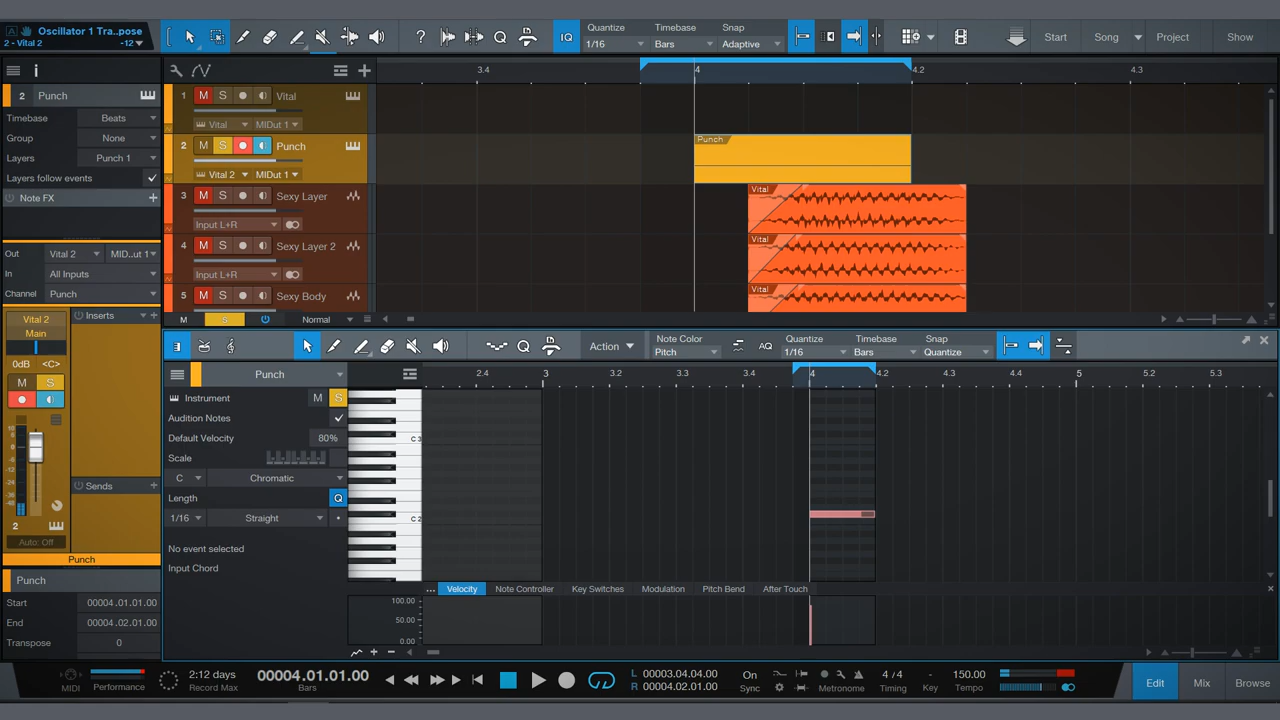 Oscillator 1 Tra..pose
2 - Vital 2 -12
?
IQ
Quantize
1/16
Timebase
Bars
Snap
Adaptive
Start
Song
Project
Show
i
2 Punch
Timebase Beats
Group None
Layers Punch 1
Layers follow events
Note FX
Out Vital 2 MID..ut 1
In All Inputs
Channel Punch
Vital 2
Main
0dB <C>
M S
Inserts
Sends
2
Auto: Off
Punch
Punch
Start 00004.01.01.00
End 00004.02.01.00
Transpose 0
3.4 4 4.2 4.3
1 M S Vital
Vital MIDut 1
2 M S Punch
Vital 2 MIDut 1
3 M S Sexy Layer
Input L+R
4 M S Sexy Layer 2
Input L+R
5 M S Sexy Body
Punch
Vital
Vital
Vital
M S Normal
Action
Note Color
Pitch
AQ
Quantize
1/16
Timebase
Bars
Snap
Quantize
Punch
Instrument M S
Audition Notes
Default Velocity 80%
Scale
C Chromatic
Length Q
1/16 Straight
No event selected
Input Chord
2.4 3 3.2 3.3 3.4 4 4.2 4.3 4.4 5 5.2 5.3
C 3
C 2
... Velocity Note Controller Key Switches Modulation Pitch Bend After Touch
100.00
50.00
0.00
MIDI
Performance
2:12 days
Record Max
00004.01.01.00
Bars
L 00003.04.04.00
R 00004.02.01.00
On
Sync
Metronome
4 / 4
Timing
-
Key
150.00
Tempo
Edit
Mix
Browse